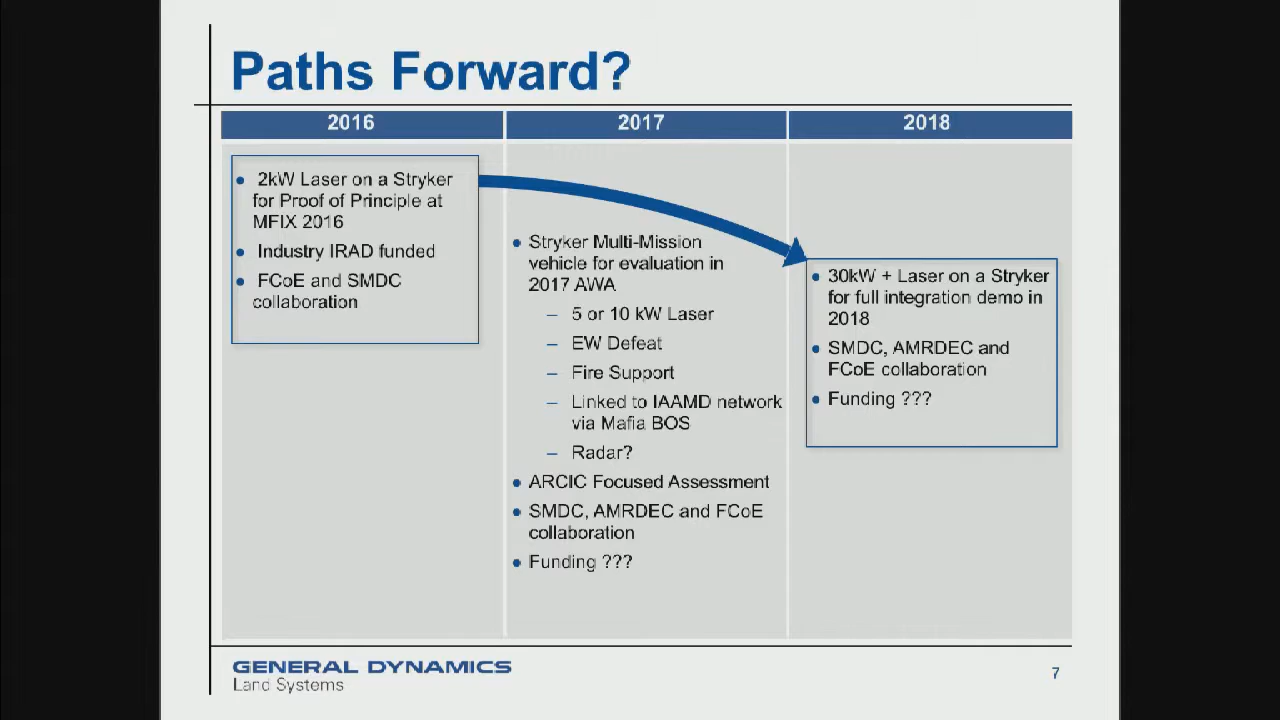 Paths Forward?
2016
2017
2018
• 2kW Laser on a Stryker
for Proof of Principle at
MFIX 2016
• Industry IRAD funded
• FCoE and SMDC
collaboration
• Stryker Multi-Mission
vehicle for evaluation in
2017 AWA
– 5 or 10 kW Laser
– EW Defeat
– Fire Support
– Linked to IAAMD network
via Mafia BOS
– Radar?
• ARCIC Focused Assessment
• SMDC, AMRDEC and FCoE
collaboration
• Funding ???
• 30kW + Laser on a Stryker
for full integration demo in
2018
• SMDC, AMRDEC and
FCoE collaboration
• Funding ???
GENERAL DYNAMICS
Land Systems
7